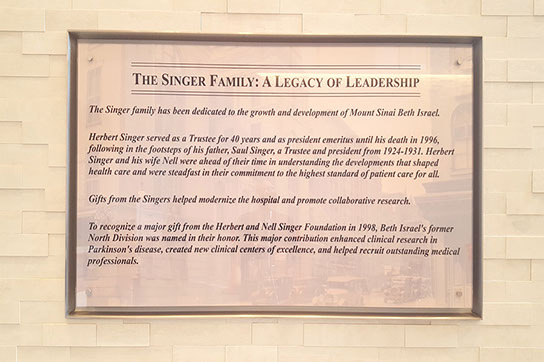 THE SINGER FAMILY: A LEGACY OF LEADERSHIP
The Singer family has been dedicated to the growth and development of Mount Sinai Beth Israel.
Herbert Singer served as a Trustee for 40 years and as president emeritus until his death in 1996,
following in the footsteps of his father, Saul Singer, a Trustee and president from 1924-1931. Herbert
Singer and his wife Nell were ahead of their time in understanding the developments that shaped
health care and were steadfast in their commitment to the highest standard of patient care for all.
Gifts from the Singers helped modernize the hospital and promote collaborative research.
To recognize a major gift from the Herbert and Nell Singer Foundation in 1998, Beth Israel's former
North Division was named in their honor. This major contribution enhanced clinical research in
Parkinson's disease, created new clinical centers of excellence, and helped recruit outstanding medical
professionals.